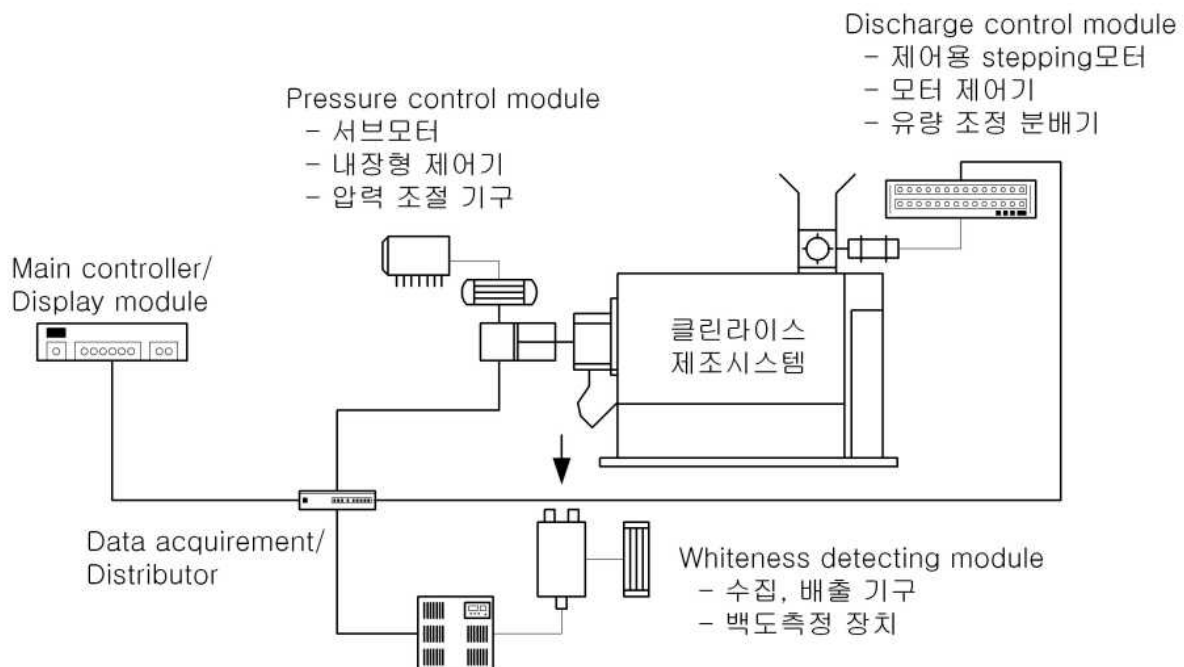 Discharge control module
- 제어용 stepping모터
- 모터 제어기
- 유량 조정 분배기
Pressure control module
- 서브모터
- 내장형 제어기
- 압력 조절 기구
Main controller/
Display module
클린라이스
제조시스템
Data acquirement/
Distributor
Whiteness detecting module
- 수집, 배출 기구
- 백도측정 장치